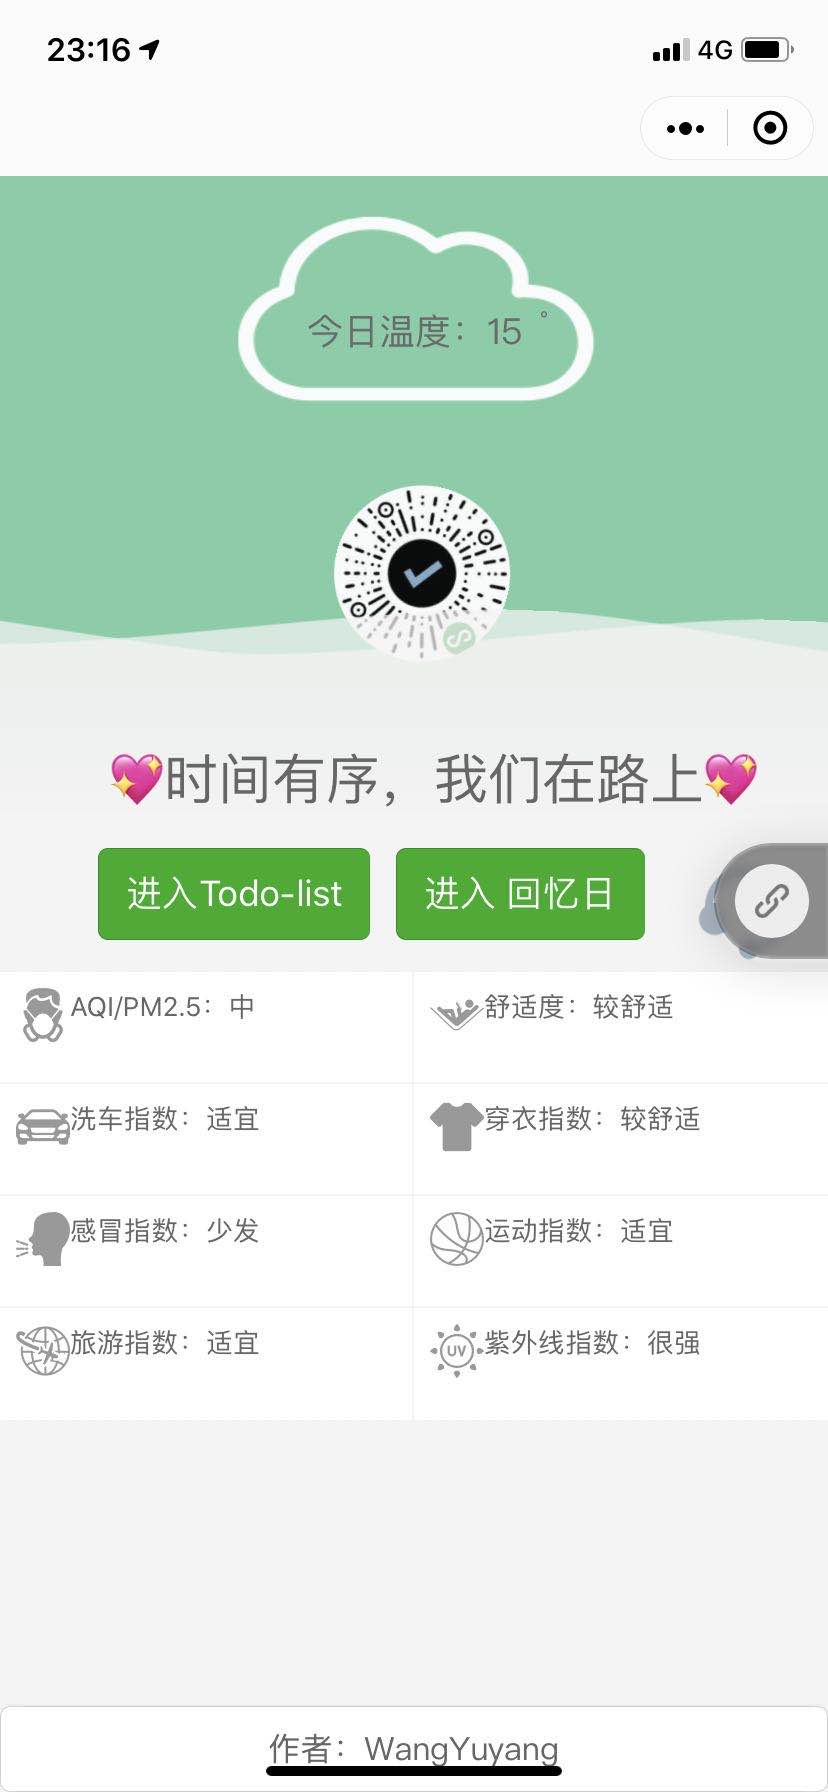 23:16
4G
今日温度：15 °
💖时间有序，我们在路上💖
进入Todo-list
进入 回忆日
AQI/PM2.5：中
舒适度：较舒适
洗车指数：适宜
穿衣指数：较舒适
感冒指数：少发
运动指数：适宜
旅游指数：适宜
UV
紫外线指数：很强
作者：WangYuyang